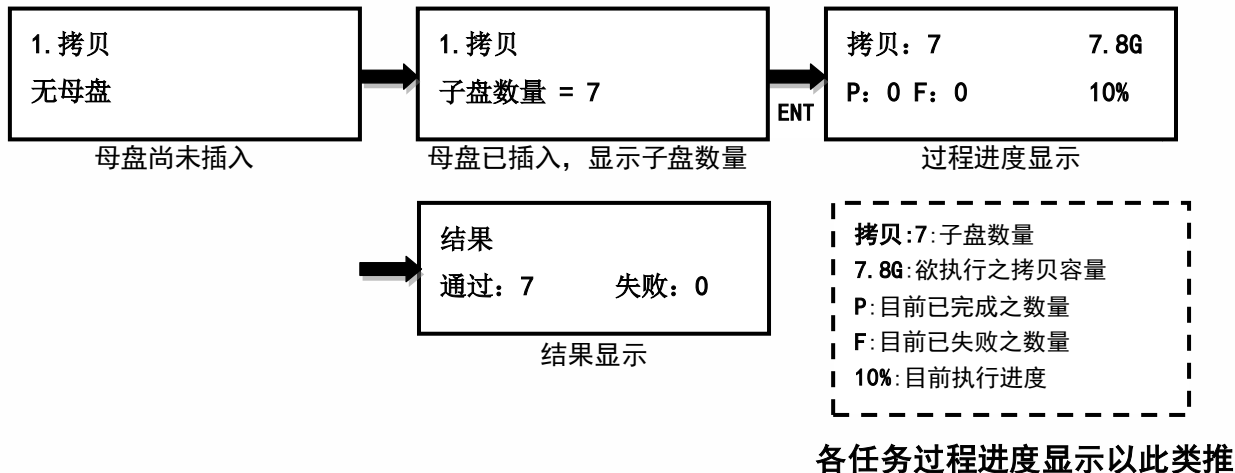 1.拷贝
无母盘
母盘尚未插入
1.拷贝
子盘数量 = 7
母盘已插入，显示子盘数量
ENT
拷贝：7 7.8G
P：0 F：0 10%
过程进度显示
结果
通过：7 失败：0
结果显示
拷贝:7:子盘数量
7.8G:欲执行之拷贝容量
P:目前已完成之数量
F:目前已失败之数量
10%:目前执行进度
各任务过程进度显示以此类推